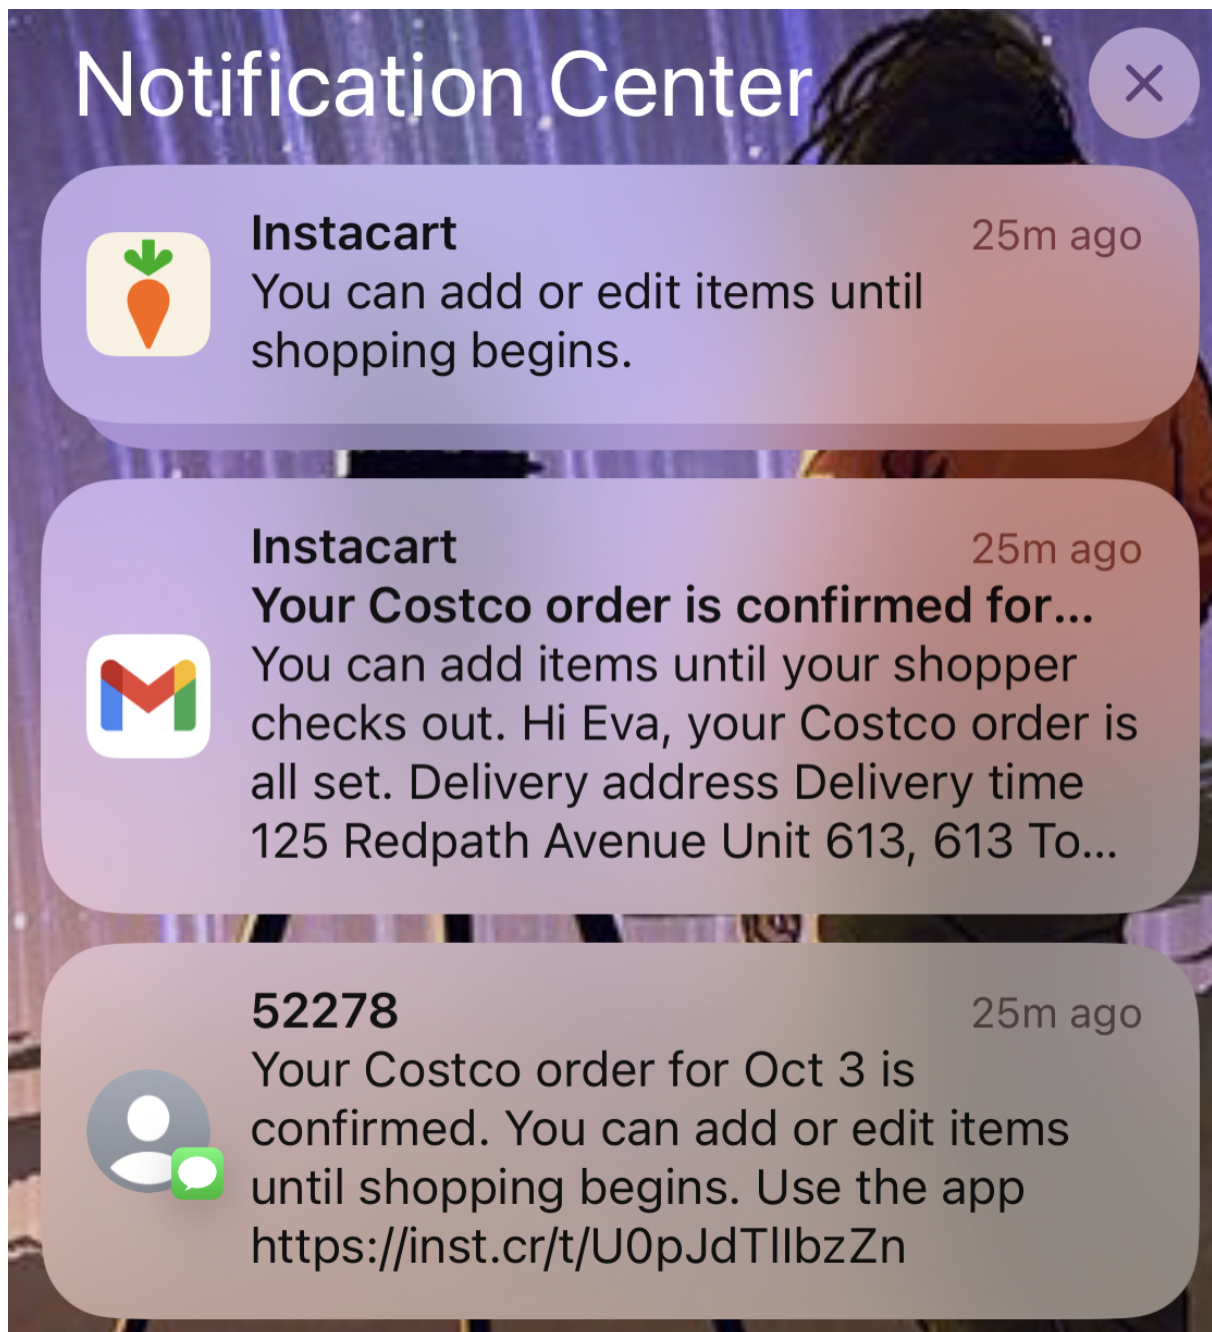 Notification Center
Instacart
25m ago
You can add or edit items until
shopping begins.
Instacart
25m ago
Your Costco order is confirmed for...
You can add items until your shopper
checks out. Hi Eva, your Costco order is
all set. Delivery address Delivery time
125 Redpath Avenue Unit 613, 613 To...
52278
25m ago
Your Costco order for Oct 3 is
confirmed. You can add or edit items
until shopping begins. Use the app
https://inst.cr/t/U0pJdTlIbzZn